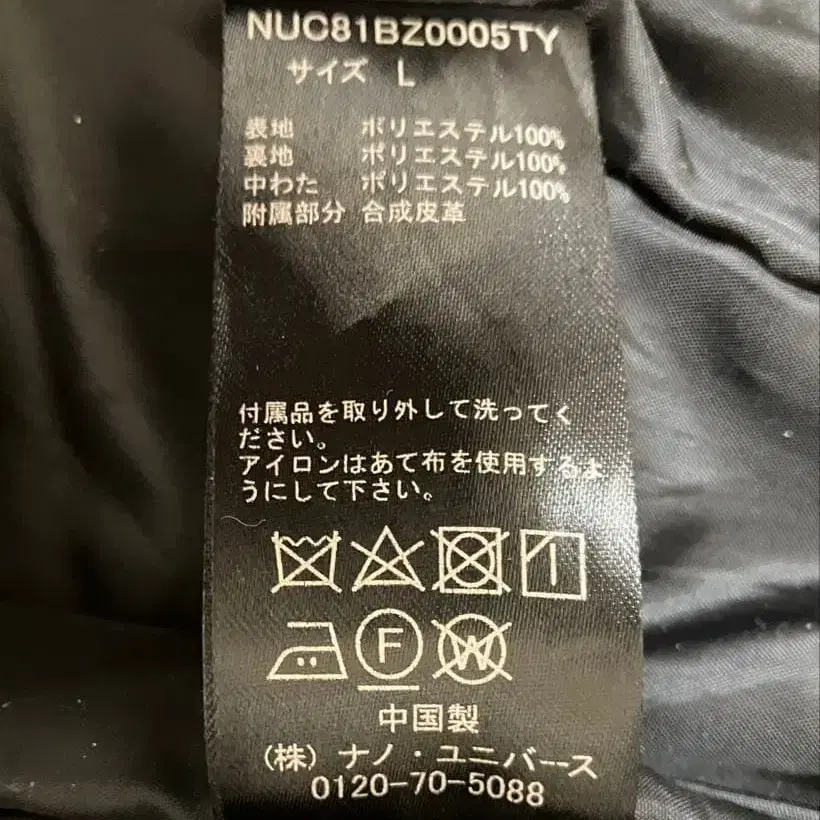 NUC81BZ0005TY
サイズ L
表地 ポリエステル100%
裏地 ポリエステル100%
中わた ポリエステル100%
附属部分 合成皮革
付属品を取り外して洗ってく
ださい。
アイロンはあて布を使用するよ
うにして下さい。
F W
中国製
(株) ナノ・ユニバース
0120-70-5088